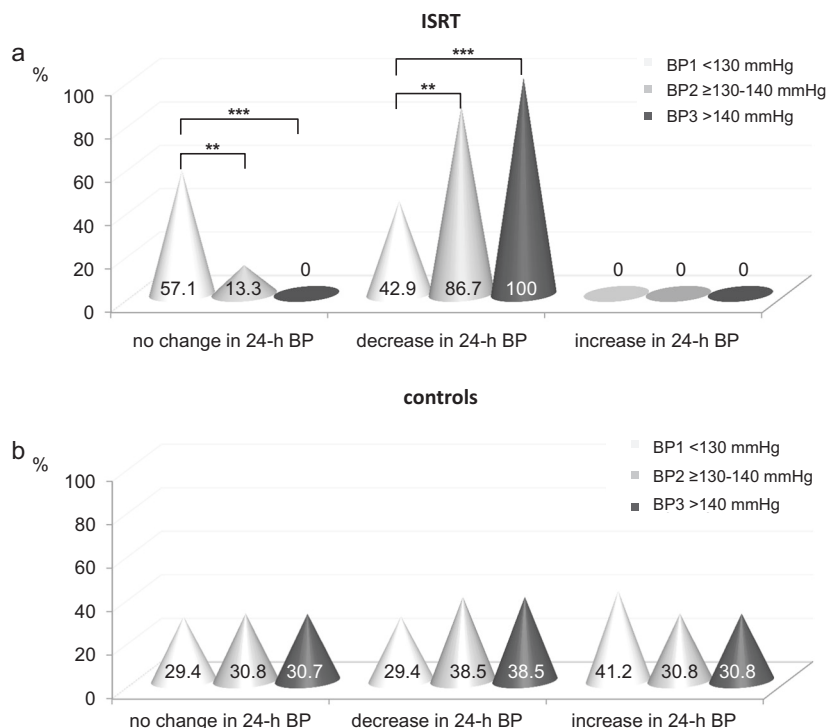 ISRT
a
%
BP1 <130 mmHg
BP2 ≥130-140 mmHg
BP3 >140 mmHg
100
80
60
40
20
0
**
***
**
***
57.1
13.3
0
42.9
86.7
100
0
0
0
no change in 24-h BP
decrease in 24-h BP
increase in 24-h BP
controls
b
%
BP1 <130 mmHg
BP2 ≥130-140 mmHg
BP3 >140 mmHg
100
80
60
40
20
0
29.4
30.8
30.7
29.4
38.5
38.5
41.2
30.8
30.8
no change in 24-h BP
decrease in 24-h BP
increase in 24-h BP